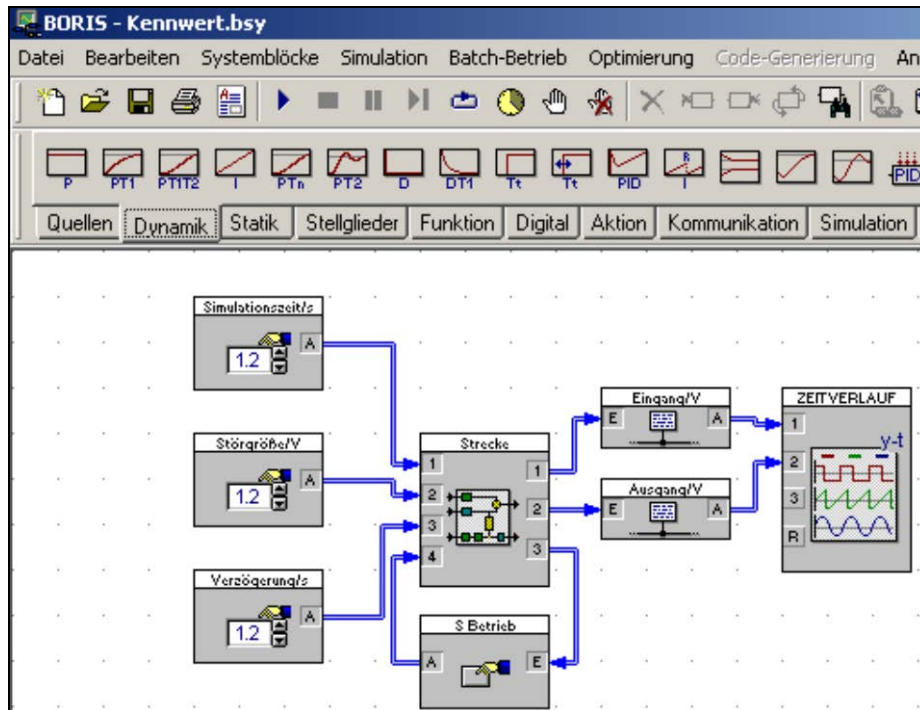 BORIS - Kennwert.bsy
Datei Bearbeiten Systemblöcke Simulation Batch-Betrieb Optimierung Code-Generierung An
P PT1 PT1T2 I PTn PT2 D DT1 Tt Tt PID I PID
Quellen Dynamik Statik Stellglieder Funktion Digital Aktion Kommunikation Simulation
Simulationszeit/s
1.2 A
Störgröße/V
1.2 A
Verzögerung/s
1.2 A
Strecke
1 1
2 2
3 3
4
S Betrieb
A E
Eingang/V
E A
Ausgang/V
E A
ZEITVERLAUF
1
y-t
2
3
R